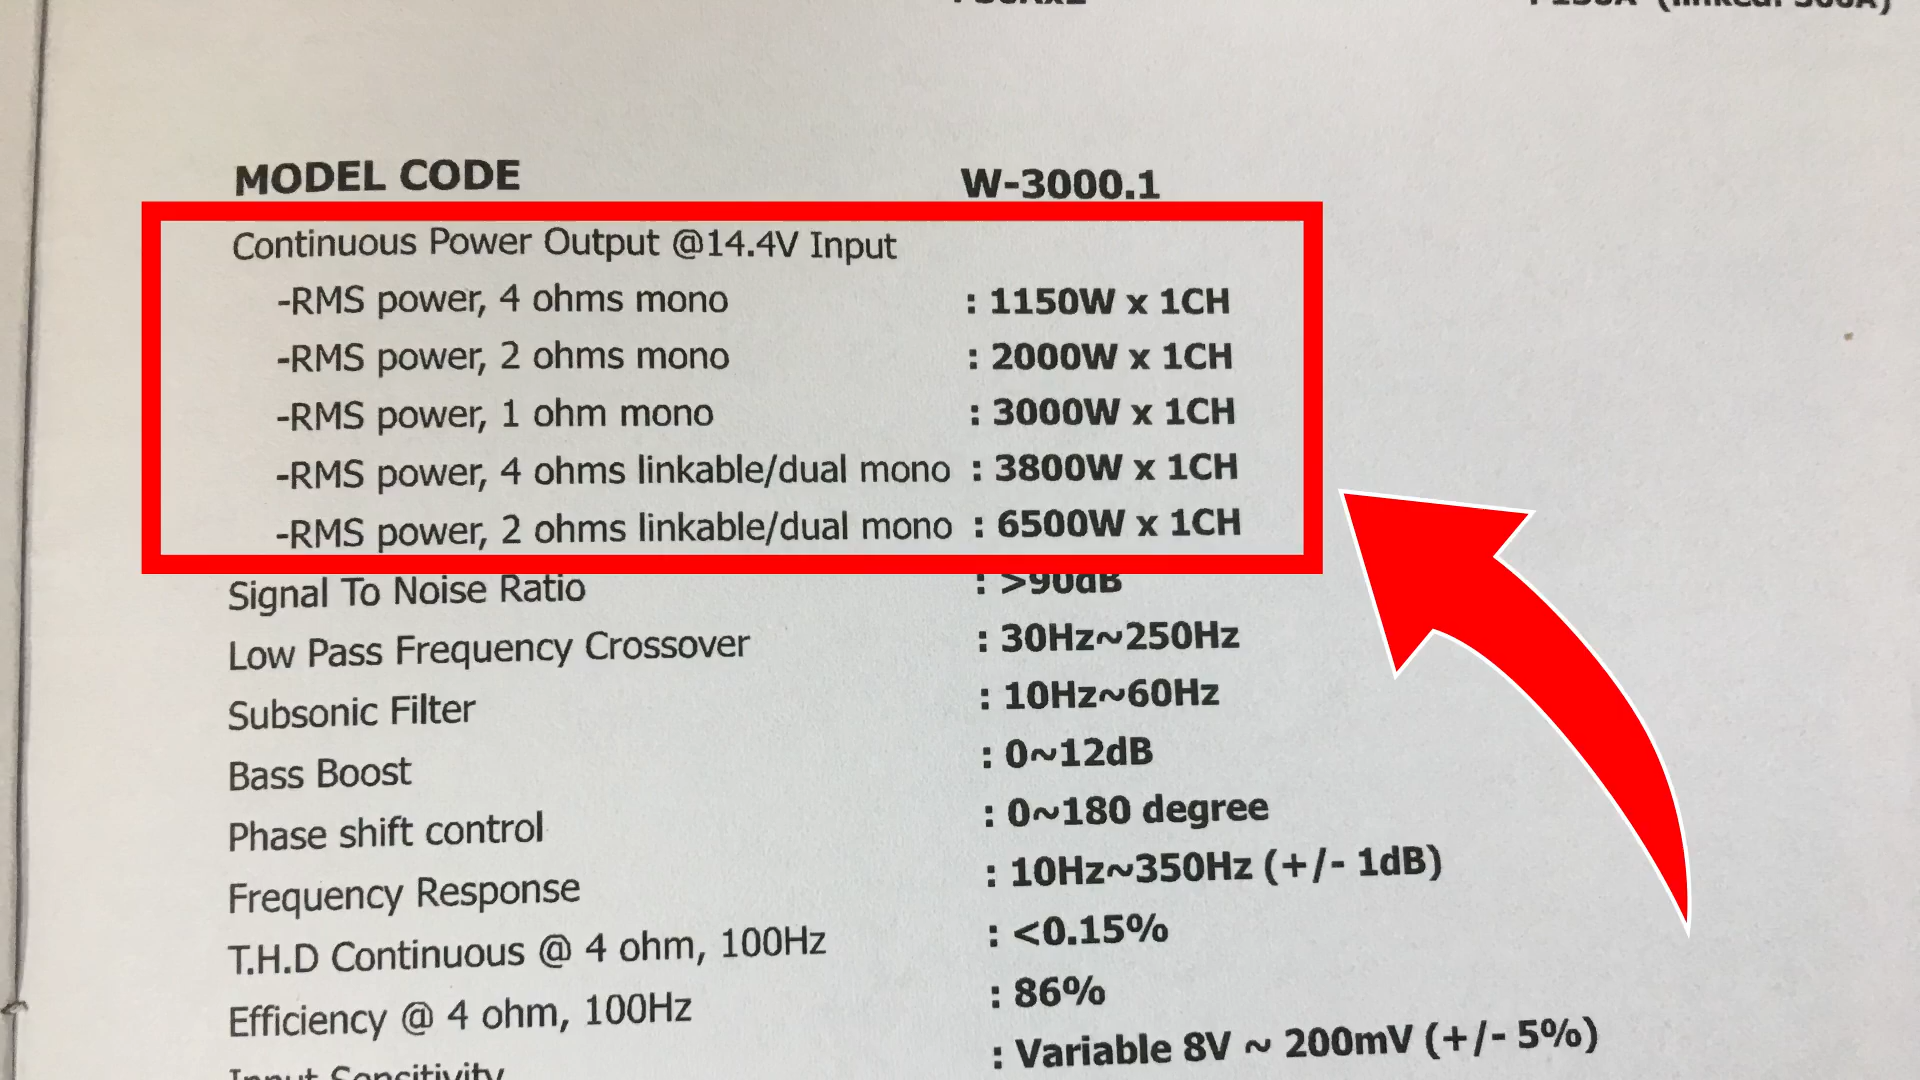 MODEL CODE W-3000.1
Continuous Power Output @14.4V Input
-RMS power, 4 ohms mono : 1150W x 1CH
-RMS power, 2 ohms mono : 2000W x 1CH
-RMS power, 1 ohm mono : 3000W x 1CH
-RMS power, 4 ohms linkable/dual mono : 3800W x 1CH
-RMS power, 2 ohms linkable/dual mono : 6500W x 1CH
Signal To Noise Ratio : >90dB
Low Pass Frequency Crossover : 30Hz~250Hz
Subsonic Filter : 10Hz~60Hz
Bass Boost : 0~12dB
Phase shift control : 0~180 degree
Frequency Response : 10Hz~350Hz (+/- 1dB)
T.H.D Continuous @ 4 ohm, 100Hz : <0.15%
Efficiency @ 4 ohm, 100Hz : 86%
Input Sensitivity : Variable 8V ~ 200mV (+/- 5%)